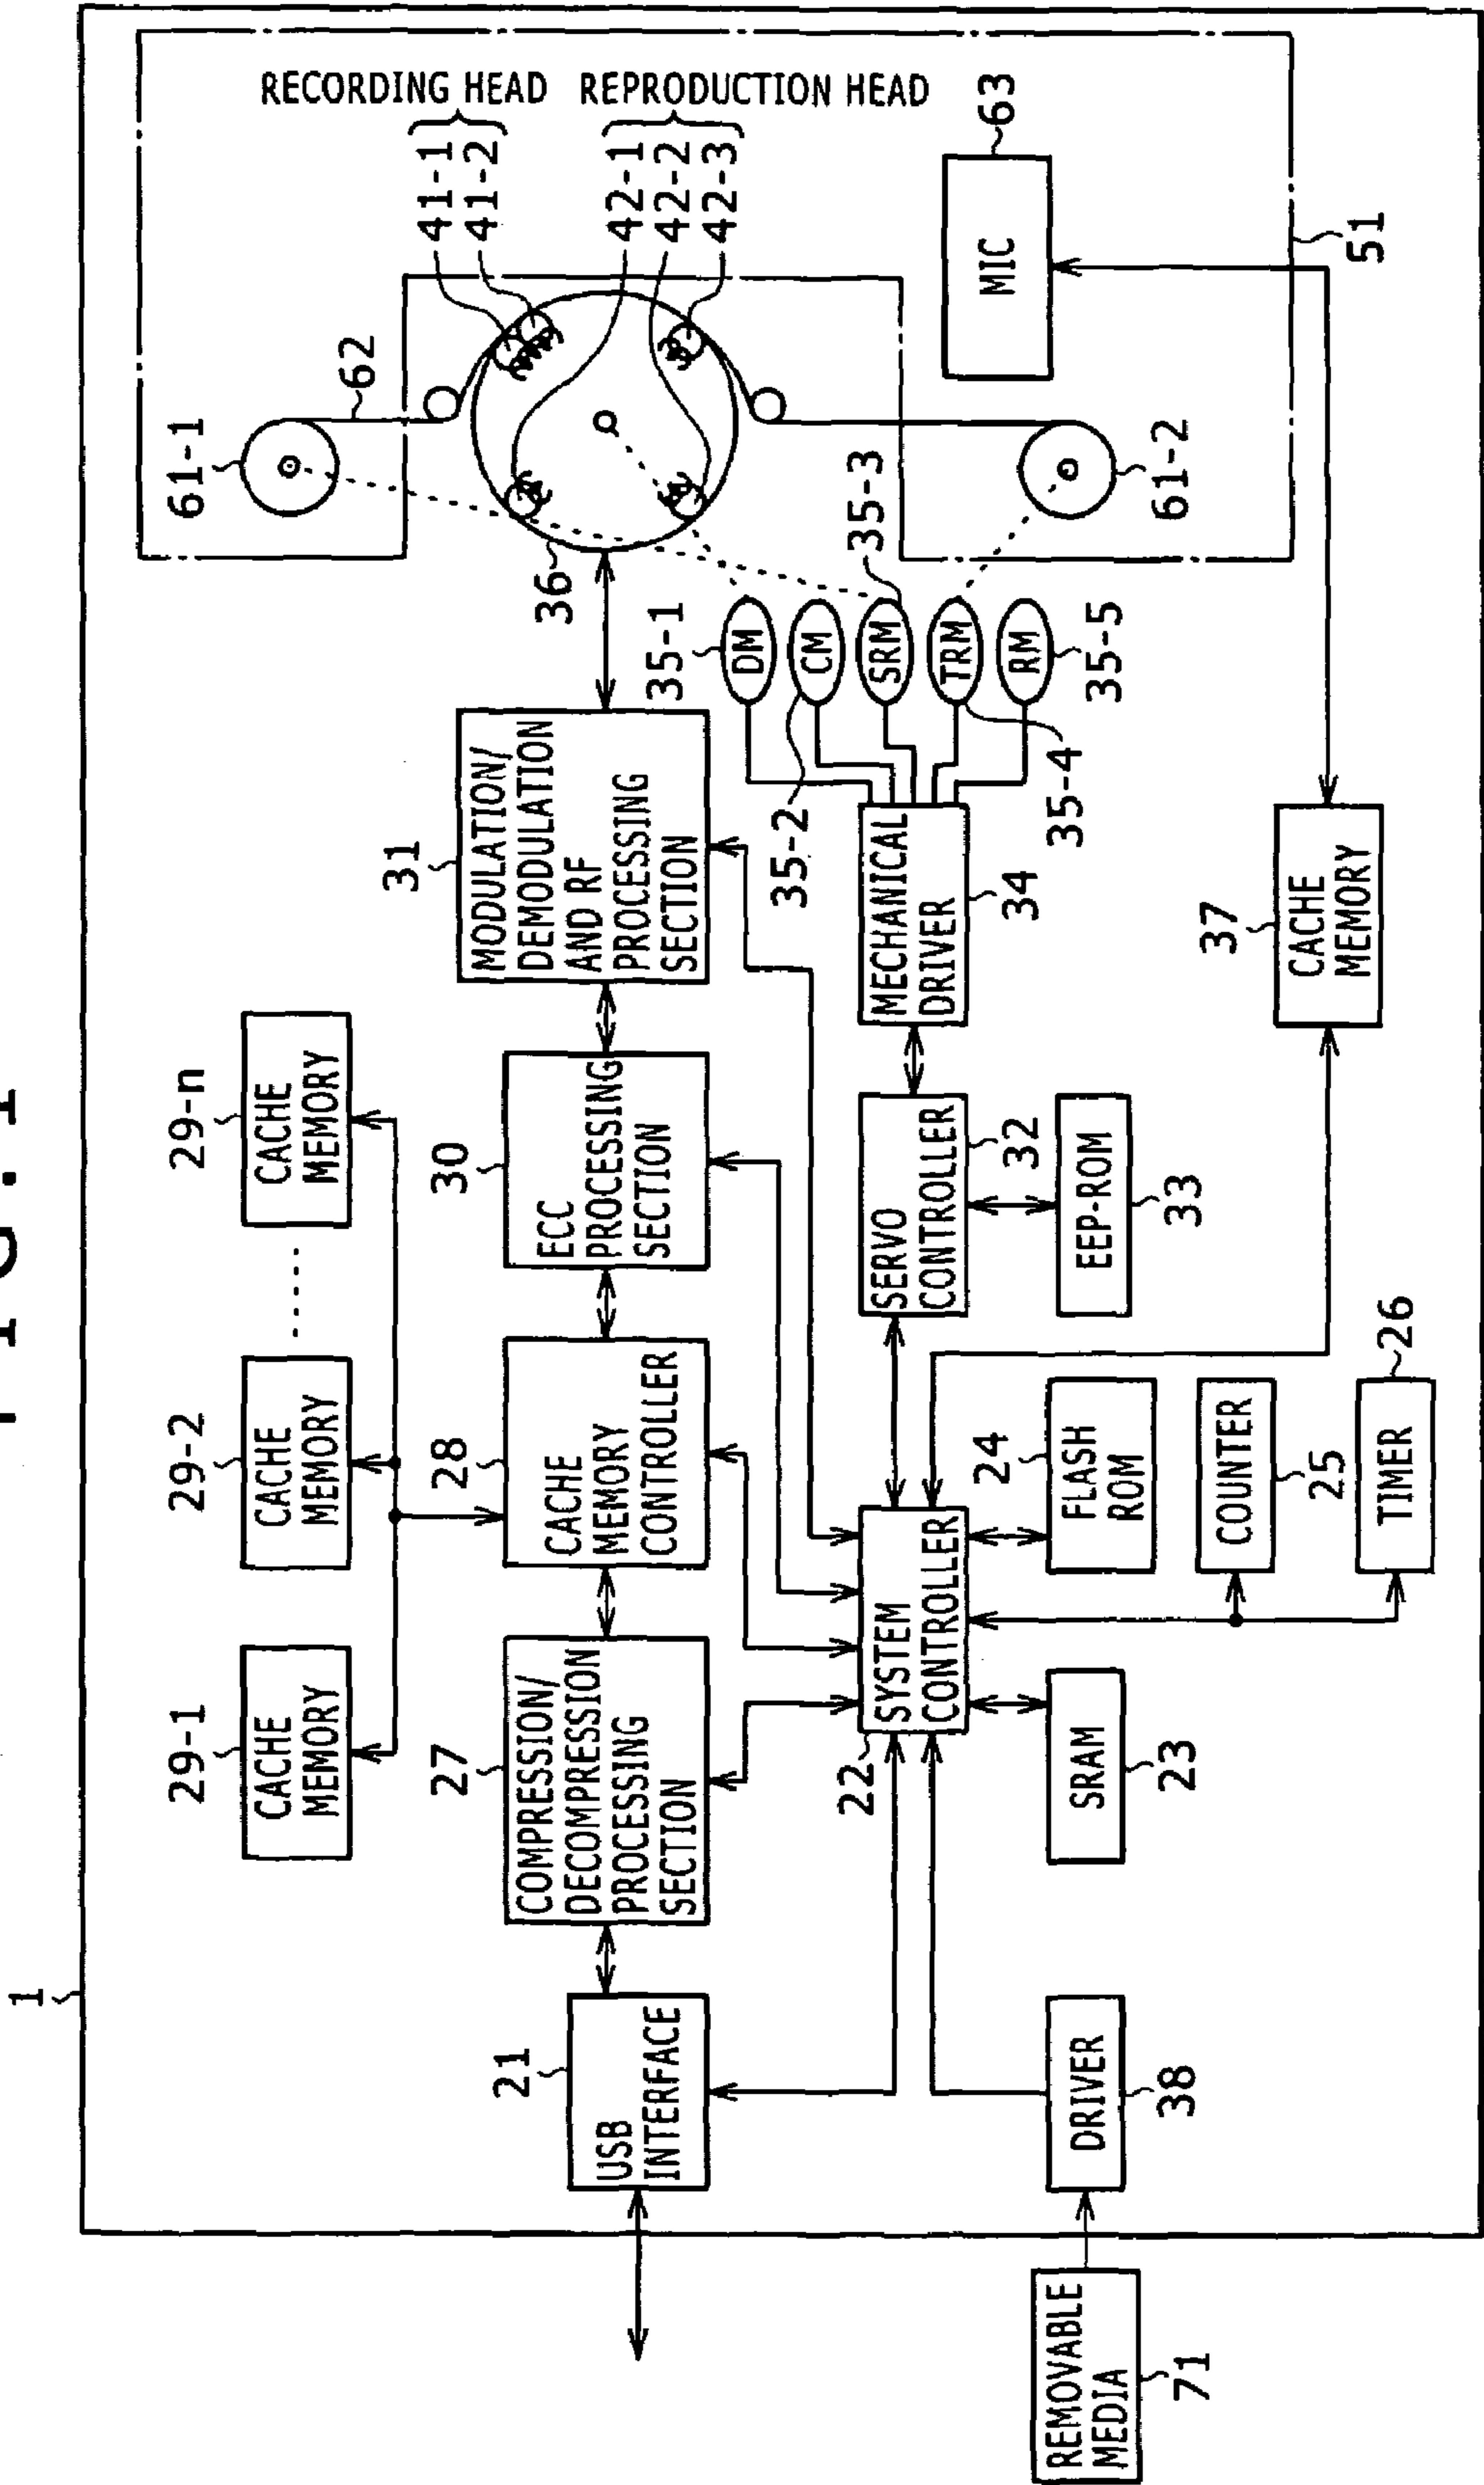 FIG. 1
1
29-1
CACHE
MEMORY
29-2
CACHE
MEMORY
29-n
CACHE
MEMORY
61-1
62
RECORDING HEAD
41-1
41-2
REPRODUCTION HEAD
42-1
42-2
42-3
21
USB
INTERFACE
27
COMPRESSION/
DECOMPRESSION
PROCESSING
SECTION
28
CACHE
MEMORY
CONTROLLER
30
ECC
PROCESSING
SECTION
31
MODULATION/
DEMODULATION
AND RF
PROCESSING
SECTION
36
35-1
DM
35-2
CM
35-3
SRM
35-4
TRM
35-5
RM
22
SYSTEM
CONTROLLER
SERVO
CONTROLLER
32
MECHANICAL
DRIVER
34
MIC
63
61-2
51
REMOVABLE
MEDIA
71
DRIVER
38
SRAM
23
24
FLASH
ROM
EEP-ROM
33
COUNTER
25
TIMER
26
37
CACHE
MEMORY